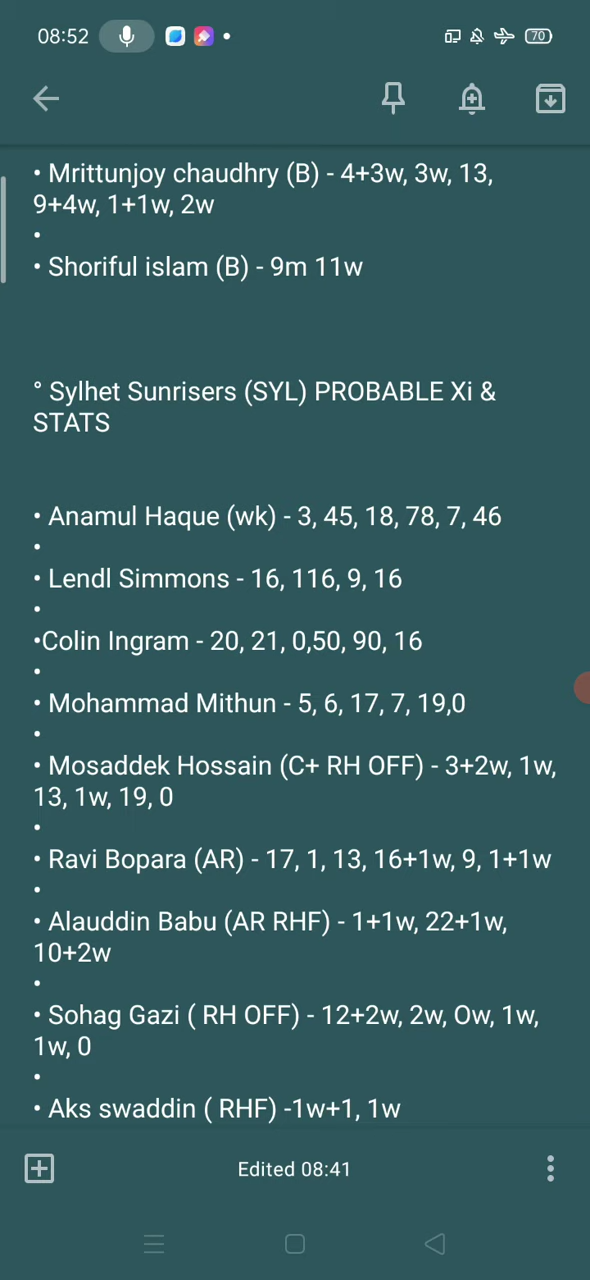 08:52
70
• Mrittunjoy chaudhry (B) - 4+3w, 3w, 13,
9+4w, 1+1w, 2w
•
• Shoriful islam (B) - 9m 11w
° Sylhet Sunrisers (SYL) PROBABLE Xi &
STATS
• Anamul Haque (wk) - 3, 45, 18, 78, 7, 46
•
• Lendl Simmons - 16, 116, 9, 16
•
•Colin Ingram - 20, 21, 0,50, 90, 16
•
• Mohammad Mithun - 5, 6, 17, 7, 19,0
•
• Mosaddek Hossain (C+ RH OFF) - 3+2w, 1w,
13, 1w, 19, 0
•
• Ravi Bopara (AR) - 17, 1, 13, 16+1w, 9, 1+1w
•
• Alauddin Babu (AR RHF) - 1+1w, 22+1w,
10+2w
•
• Sohag Gazi ( RH OFF) - 12+2w, 2w, Ow, 1w,
1w, 0
•
• Aks swaddin ( RHF) -1w+1, 1w
Edited 08:41